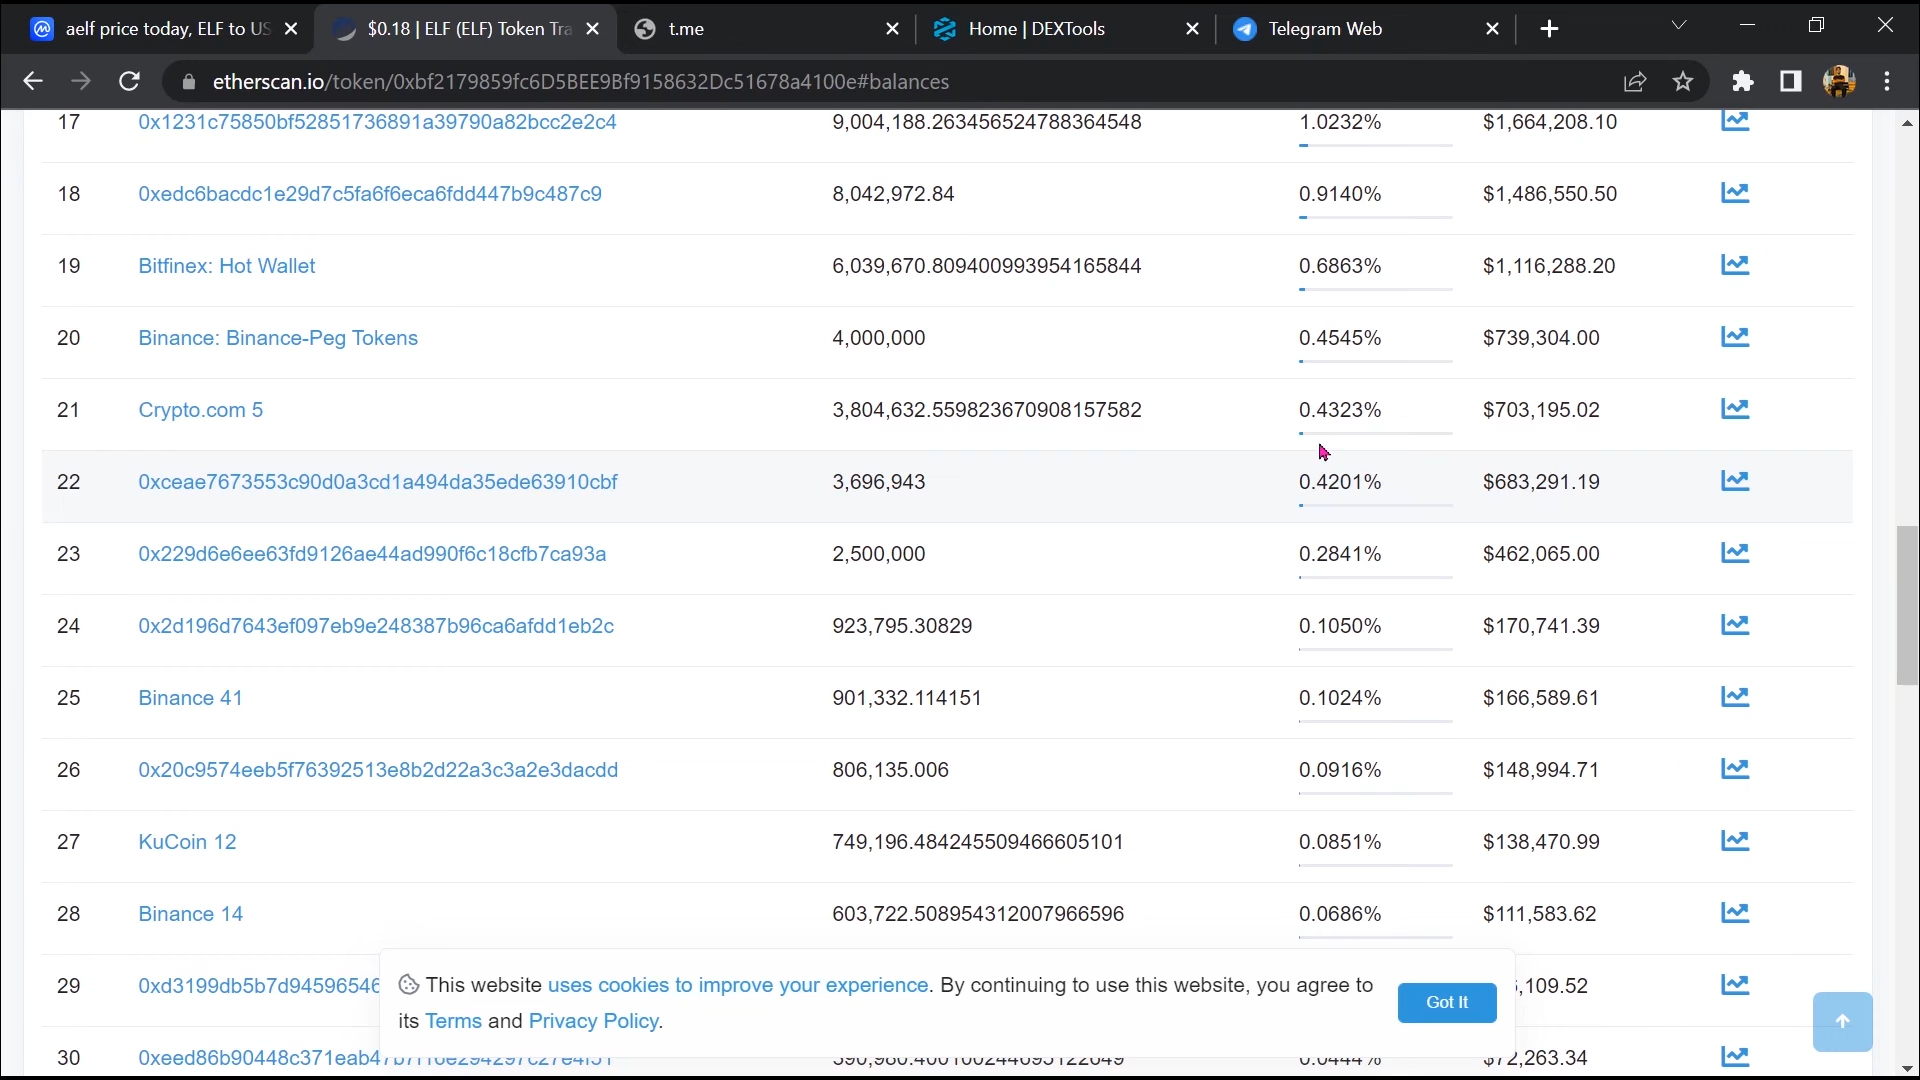 aelf price today, ELF to US
$0.18 | ELF (ELF) Token Tra
t.me
Home | DEXTools
Telegram Web
etherscan.io/token/0xbf2179859fc6D5BEE9Bf9158632Dc51678a4100e#balances
17 0x1231c75850bf52851736891a39790a82bcc2e2c4 9,004,188.263456524788364548 1.0232% $1,664,208.10
18 0xedc6bacdc1e29d7c5fa6f6eca6fdd447b9c487c9 8,042,972.84 0.9140% $1,486,550.50
19 Bitfinex: Hot Wallet 6,039,670.809400993954165844 0.6863% $1,116,288.20
20 Binance: Binance-Peg Tokens 4,000,000 0.4545% $739,304.00
21 Crypto.com 5 3,804,632.559823670908157582 0.4323% $703,195.02
22 0xceae7673553c90d0a3cd1a494da35ede63910cbf 3,696,943 0.4201% $683,291.19
23 0x229d6e6ee63fd9126ae44ad990f6c18cfb7ca93a 2,500,000 0.2841% $462,065.00
24 0x2d196d7643ef097eb9e248387b96ca6afdd1eb2c 923,795.30829 0.1050% $170,741.39
25 Binance 41 901,332.114151 0.1024% $166,589.61
26 0x20c9574eeb5f76392513e8b2d22a3c3a2e3dacdd 806,135.006 0.0916% $148,994.71
27 KuCoin 12 749,196.484245509466605101 0.0851% $138,470.99
28 Binance 14 603,722.508954312007966596 0.0686% $111,583.62
29 0xd3199db5b7d94596546 ,109.52
This website uses cookies to improve your experience. By continuing to use this website, you agree to
its Terms and Privacy Policy.
Got It
30 $72,263.34